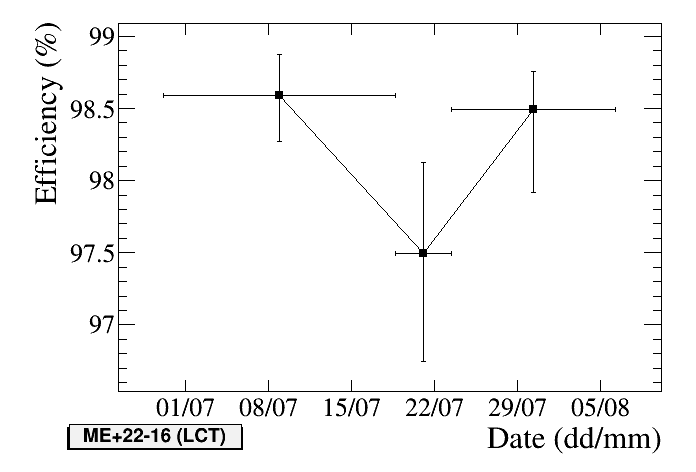 Efficiency (%)
99
98.5
98
97.5
97
01/07 08/07 15/07 22/07 29/07 05/08
Date (dd/mm)
ME+22-16 (LCT)